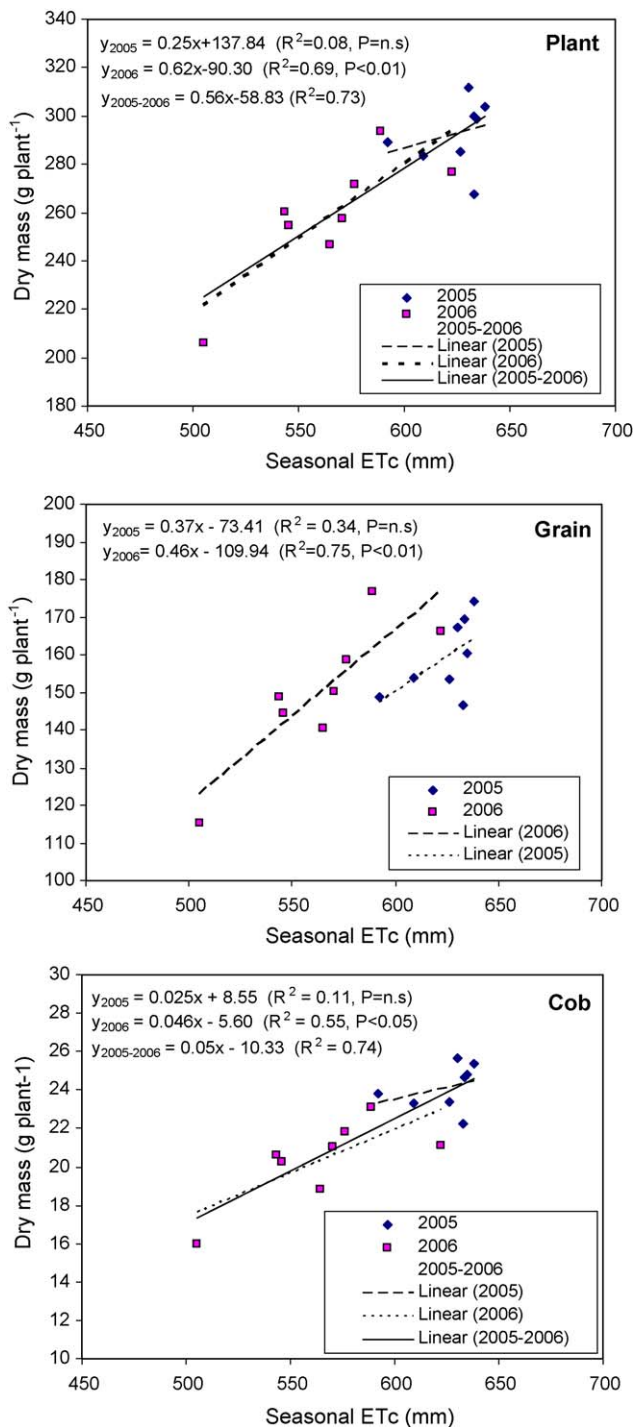 Plant
y2005 = 0.25x+137.84 (R²=0.08, P=n.s)
y2006 = 0.62x-90.30 (R²=0.69, P<0.01)
y2005-2006 = 0.56x-58.83 (R²=0.73)
340
320
300
280
260
240
220
200
180
Dry mass (g plant⁻¹)
2005
2006
2005-2006
Linear (2005)
Linear (2006)
Linear (2005-2006)
450 500 550 600 650 700
Seasonal ETc (mm)
Grain
y2005 = 0.37x - 73.41 (R² = 0.34, P=n.s)
y2006= 0.46x - 109.94 (R²=0.75, P<0.01)
200
190
180
170
160
150
140
130
120
110
100
Dry mass (g plant⁻¹)
2005
2006
Linear (2006)
Linear (2005)
450 500 550 600 650 700
Seasonal ETc (mm)
Cob
y2005 = 0.025x + 8.55 (R² = 0.11, P=n.s)
y2006 = 0.046x - 5.60 (R² = 0.55, P<0.05)
y2005-2006 = 0.05x - 10.33 (R² = 0.74)
30
28
26
24
22
20
18
16
14
12
10
Dry mass (g plant-1)
2005
2006
2005-2006
Linear (2005)
Linear (2006)
Linear (2005-2006)
450 500 550 600 650 700
Seasonal ETc (mm)